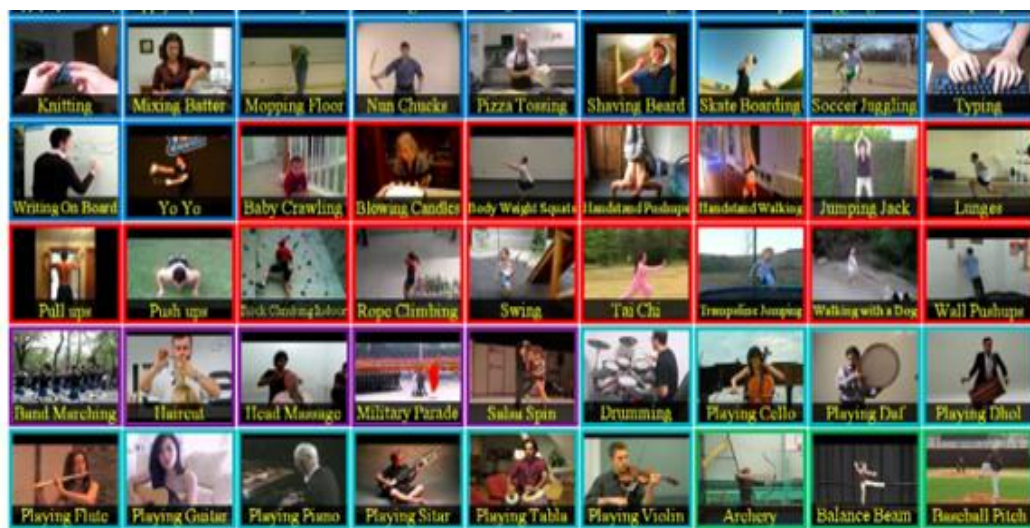 Knitting
Mixing Batter
Mopping Floor
Nun Chucks
Pizza Tossing
Shaving Beard
Skate Boarding
Soccer Juggling
Typing
Writing On Board
Yo Yo
Baby Crawling
Blowing Candles
Body Weight Squats
Handstand Pushups
Handstand Walking
Jumping Jack
Lunges
Pull ups
Push ups
Rock Climbing Indoor
Rope Climbing
Swing
Tai Chi
Trampoline Jumping
Walking with a Dog
Wall Pushups
Band Marching
Haircut
Head Massage
Military Parade
Salsa Spin
Drumming
Playing Cello
Playing Daf
Playing Dhol
Playing Flute
Playing Guitar
Playing Piano
Playing Sitar
Playing Tabla
Playing Violin
Archery
Balance Beam
Baseball Pitch